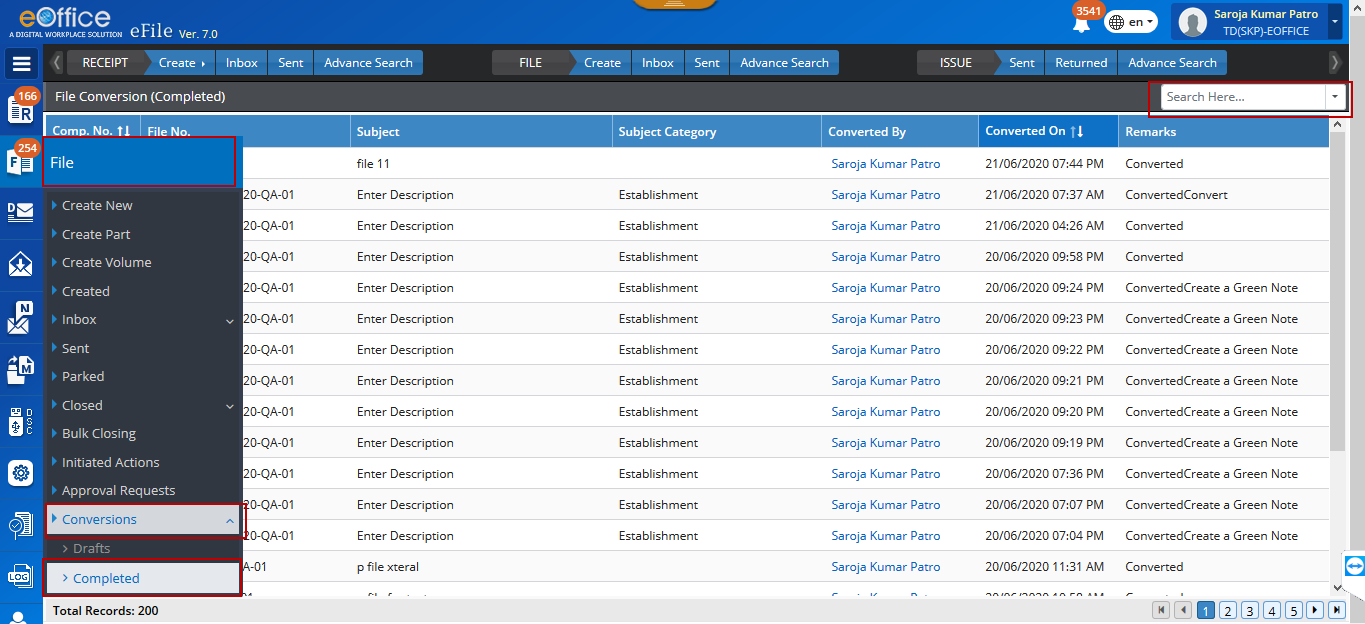 eOffice
A DIGITAL WORKPLACE SOLUTION
eFile Ver. 7.0
3541
en
Saroja Kumar Patro
TD(SKP)-EOFFICE
RECEIPT Create Inbox Sent Advance Search FILE Create Inbox Sent Advance Search ISSUE Sent Returned Advance Search
File Conversion (Completed)
Search Here...
166
R
254
F
D
N
M
DSC
LOG
Comp. No. File No. Subject Subject Category Converted By Converted On Remarks
File
Create New
Create Part
Create Volume
Created
Inbox
Sent
Parked
Closed
Bulk Closing
Initiated Actions
Approval Requests
Conversions
Drafts
Completed
file 11 Saroja Kumar Patro 21/06/2020 07:44 PM Converted
20-QA-01 Enter Description Establishment Saroja Kumar Patro 21/06/2020 07:37 AM ConvertedConvert
20-QA-01 Enter Description Establishment Saroja Kumar Patro 21/06/2020 04:26 AM Converted
20-QA-01 Enter Description Establishment Saroja Kumar Patro 20/06/2020 09:58 PM Converted
20-QA-01 Enter Description Establishment Saroja Kumar Patro 20/06/2020 09:24 PM ConvertedCreate a Green Note
20-QA-01 Enter Description Establishment Saroja Kumar Patro 20/06/2020 09:23 PM ConvertedCreate a Green Note
20-QA-01 Enter Description Establishment Saroja Kumar Patro 20/06/2020 09:22 PM ConvertedCreate a Green Note
20-QA-01 Enter Description Establishment Saroja Kumar Patro 20/06/2020 09:21 PM ConvertedCreate a Green Note
20-QA-01 Enter Description Establishment Saroja Kumar Patro 20/06/2020 09:20 PM ConvertedCreate a Green Note
20-QA-01 Enter Description Establishment Saroja Kumar Patro 20/06/2020 09:19 PM ConvertedCreate a Green Note
20-QA-01 Enter Description Establishment Saroja Kumar Patro 20/06/2020 07:36 PM ConvertedCreate a Green Note
20-QA-01 Enter Description Establishment Saroja Kumar Patro 20/06/2020 07:07 PM ConvertedCreate a Green Note
20-QA-01 Enter Description Establishment Saroja Kumar Patro 20/06/2020 07:04 PM ConvertedCreate a Green Note
A-01 p file xteral Saroja Kumar Patro 20/06/2020 11:31 AM Converted
Total Records: 200
1 2 3 4 5